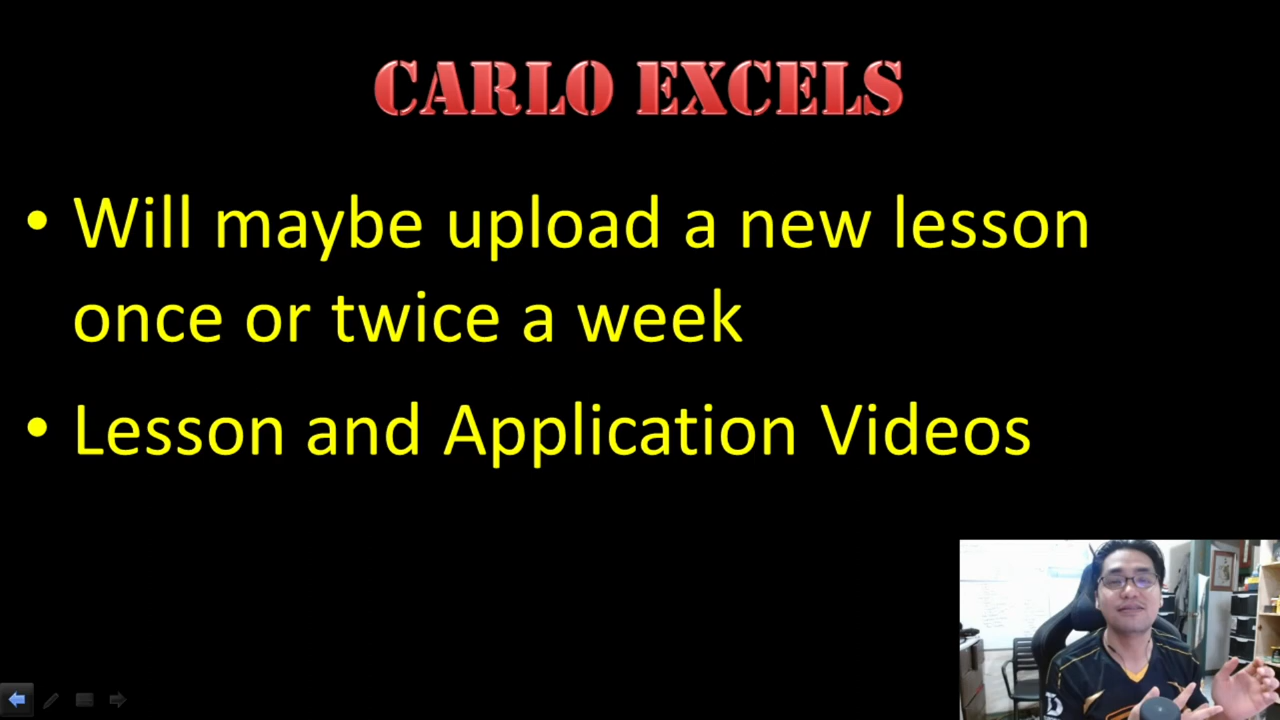 CARLO EXCELS
• Will maybe upload a new lesson
once or twice a week
• Lesson and Application Videos